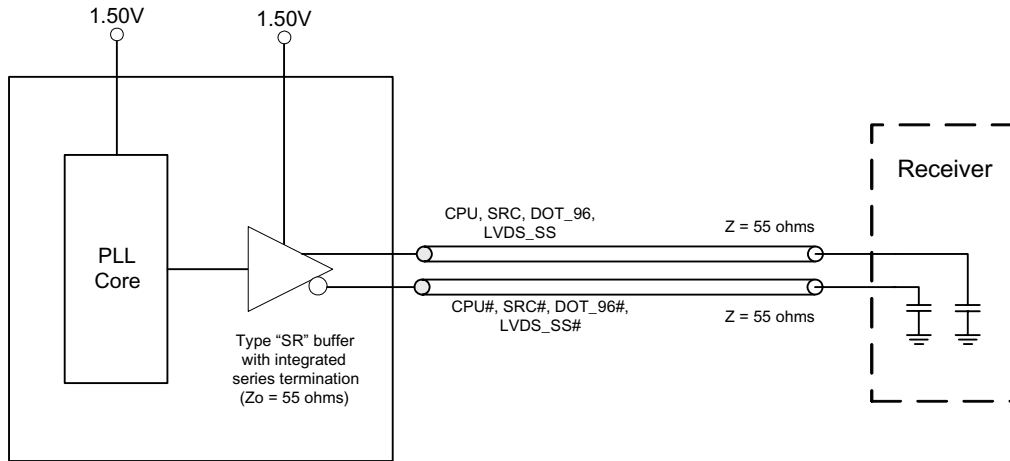 1.50V
1.50V
PLL
Core
Type “SR” buffer
with integrated
series termination
(Zo = 55 ohms)
CPU, SRC, DOT_96,
LVDS_SS
Z = 55 ohms
CPU#, SRC#, DOT_96#,
LVDS_SS#
Z = 55 ohms
Receiver